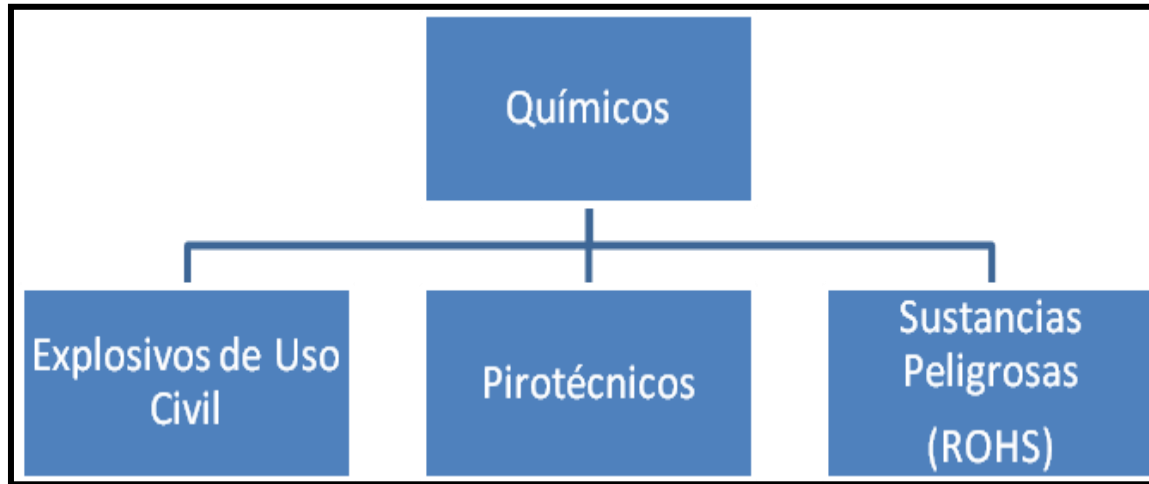 Químicos
Explosivos de Uso
Civil
Pirotécnicos
Sustancias
Peligrosas
(ROHS)